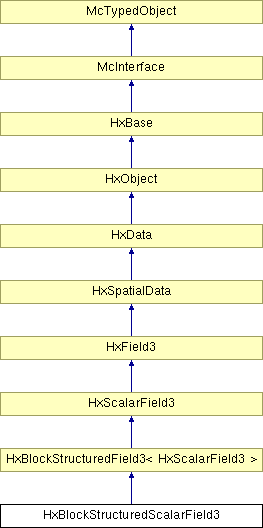 McTypedObject
McInterface
HxBase
HxObject
HxData
HxSpatialData
HxField3
HxScalarField3
HxBlockStructuredField3< HxScalarField3 >
HxBlockStructuredScalarField3